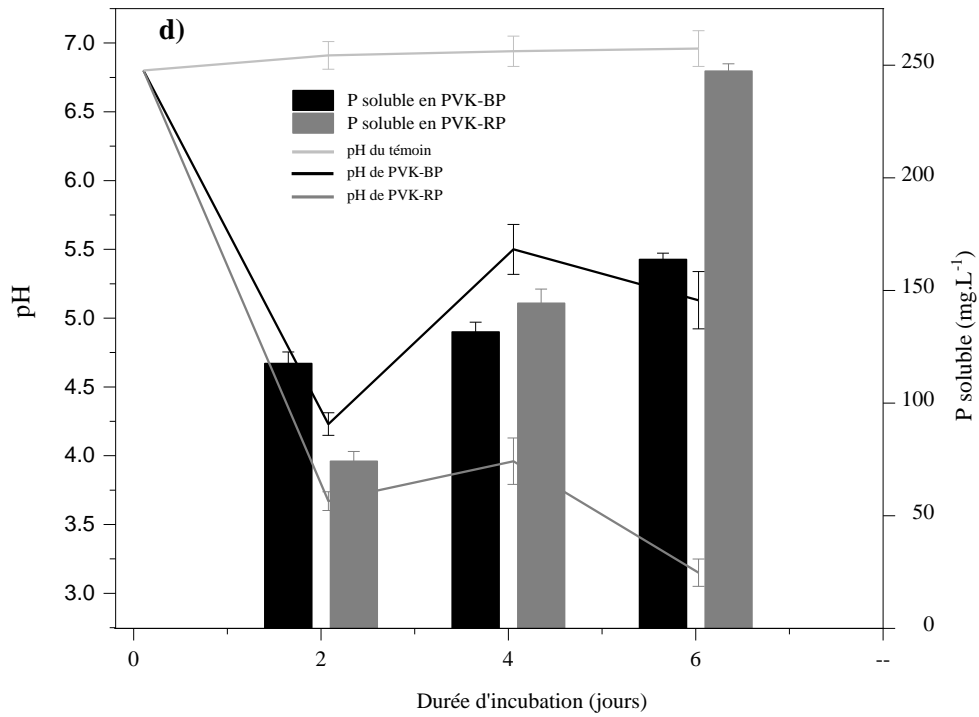 d)
P soluble en PVK-BP
P soluble en PVK-RP
pH du témoin
pH de PVK-BP
pH de PVK-RP
pH
7.0
6.5
6.0
5.5
5.0
4.5
4.0
3.5
3.0
250
200
150
100
50
0
P soluble (mg.L⁻¹)
0 2 4 6 --
Durée d'incubation (jours)